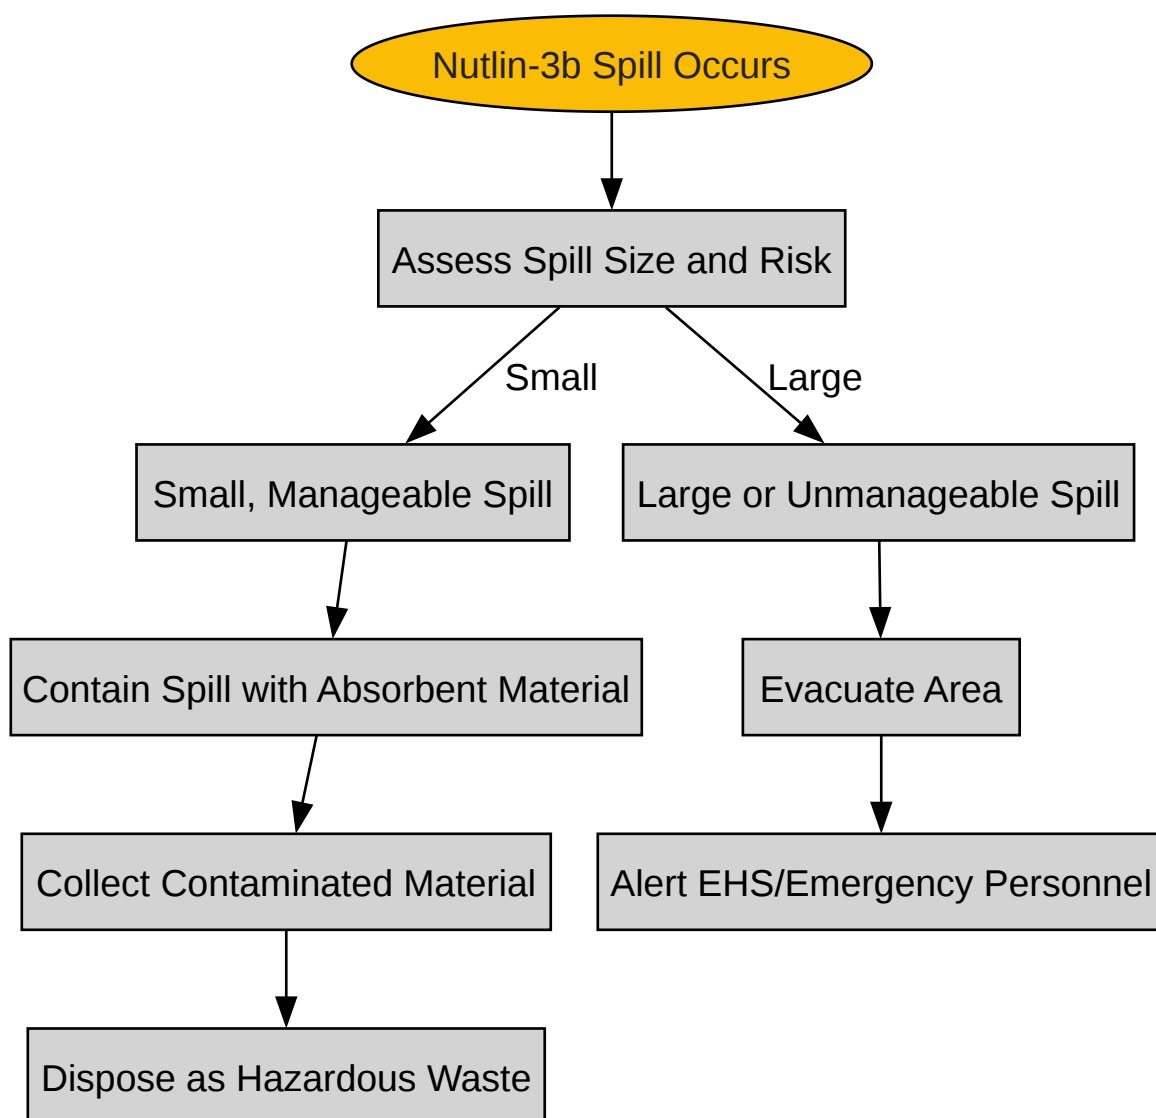 Nutlin-3b Spill Occurs
Assess Spill Size and Risk
Small
Large
Small, Manageable Spill
Large or Unmanageable Spill
Contain Spill with Absorbent Material
Evacuate Area
Collect Contaminated Material
Alert EHS/Emergency Personnel
Dispose as Hazardous Waste